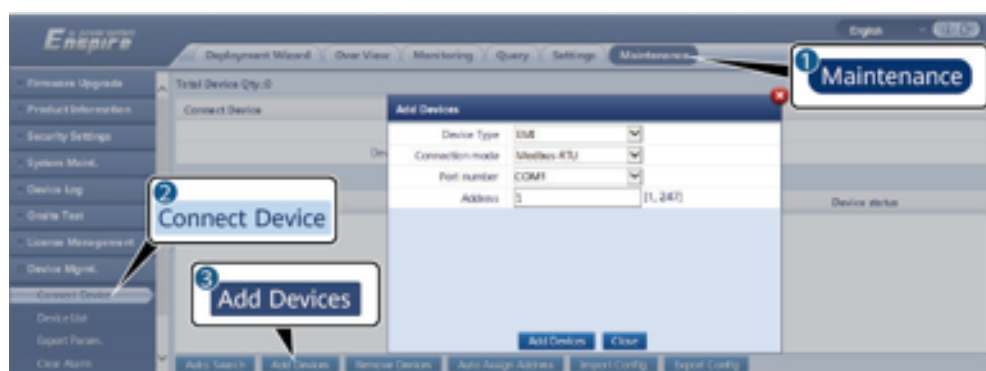 Enspire
English
Deployment Wizard
Over View
Monitoring
Query
Settings
Maintenance
1
Maintenance
Firmware Upgrade
Product Information
Security Settings
System Maint.
Device Log
Onsite Test
License Management
Device Mgmt.
Connect Device
Device List
Export Param.
Clear Alarm
Total Device Qty.:0
Connect Device
Add Devices
Device Type EMI
Connection mode Modbus-RTU
Port number COM1
Address 1 [1, 247]
Device status
2
Connect Device
3
Add Devices
Add Devices Close
Auto Search
Add Devices
Remove Devices
Auto Assign Address
Import Config
Export Config